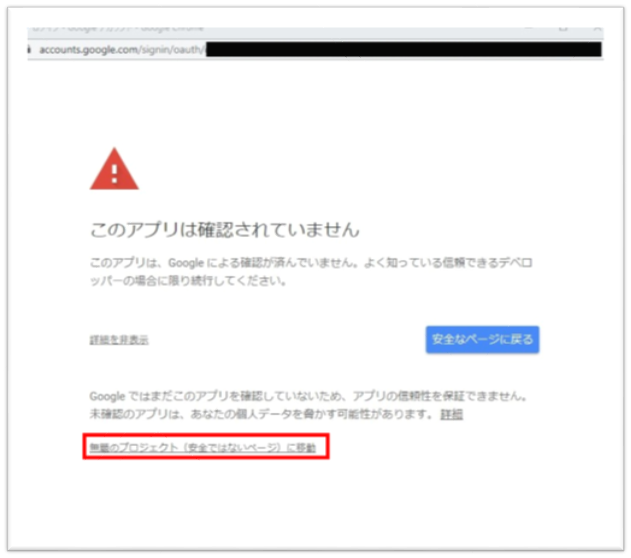 accounts.google.com/signin/oauth/
このアプリは確認されていません
このアプリは、Google による確認が済んでいません。よく知っている信頼できるデベロ
ッパーの場合に限り続行してください。
詳細を非表示
安全なページに戻る
Google ではまだこのアプリを確認していないため、アプリの信頼性を保証できません。
未確認のアプリは、あなたの個人データを脅かす可能性があります。 詳細
無題のプロジェクト（安全ではないページ）に移動